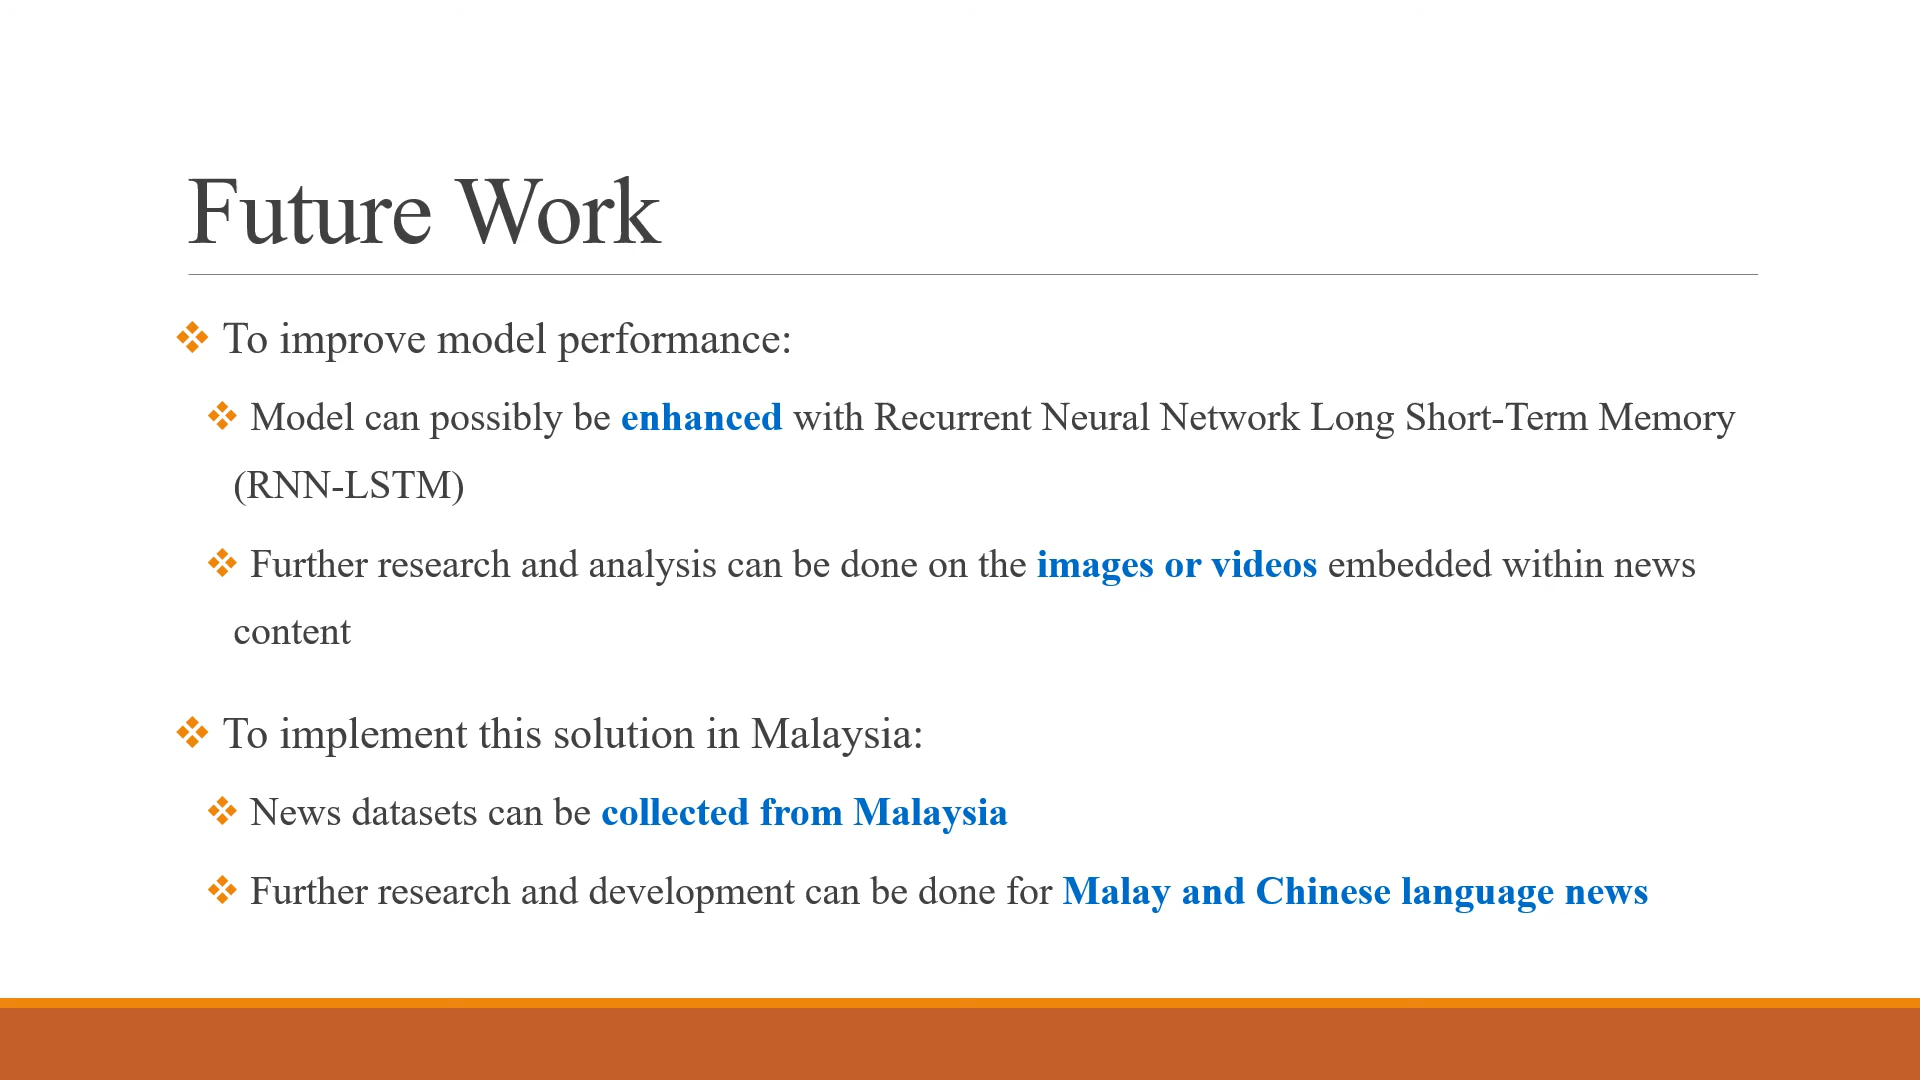 Future Work
To improve model performance:
Model can possibly be enhanced with Recurrent Neural Network Long Short-Term Memory
(RNN-LSTM)
Further research and analysis can be done on the images or videos embedded within news
content
To implement this solution in Malaysia:
News datasets can be collected from Malaysia
Further research and development can be done for Malay and Chinese language news